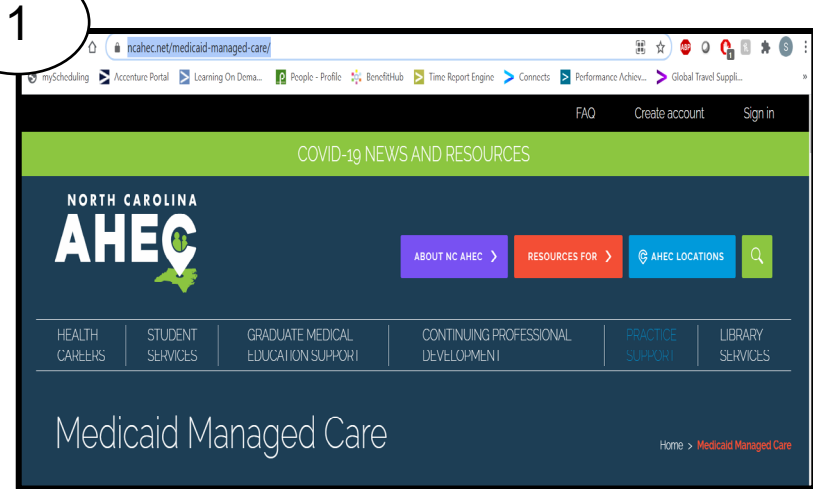 1
ncahec.net/medicaid-managed-care/
ABP
1
S
myScheduling Accenture Portal Learning On Dema... People - Profile BenefitHub Time Report Engine Connects Performance Achiev... Global Travel Suppli... »
FAQ Create account Sign in
COVID-19 NEWS AND RESOURCES
NORTH CAROLINA
AHEC
ABOUT NC AHEC RESOURCES FOR AHEC LOCATIONS
HEALTH CAREERS
STUDENT SERVICES
GRADUATE MEDICAL EDUCATION SUPPORT
CONTINUING PROFESSIONAL DEVELOPMENT
PRACTICE SUPPORT
LIBRARY SERVICES
Medicaid Managed Care
Home > Medicaid Managed Care